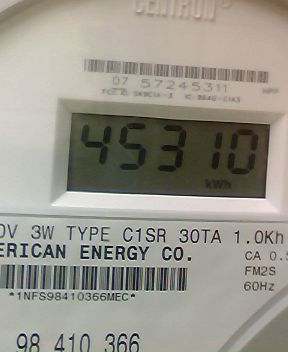 CENTRON®
07 57245311
45310
kWh
0V 3W TYPE C1SR 30TA 1.0Kh
ERICAN ENERGY CO.
CA 0.5
FM2S
*1NFS98410366MEC*
60Hz
98 410 366